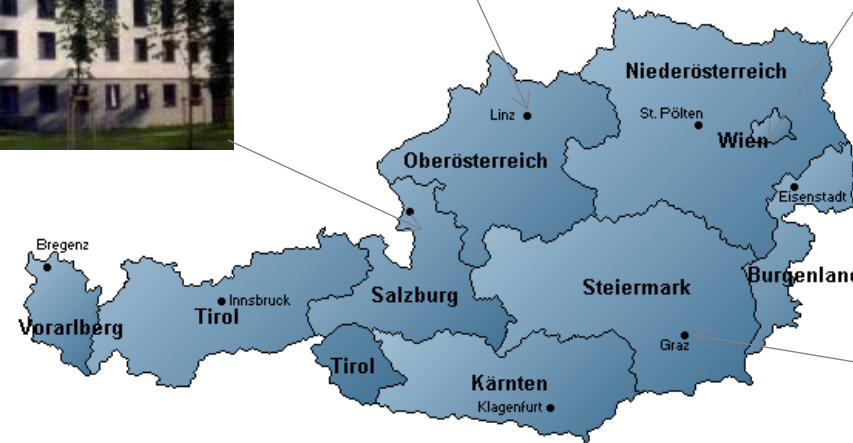 Niederösterreich
Linz
St. Pölten
Wien
Oberösterreich
Eisenstadt
Bregenz
Burgenland
Steiermark
Salzburg
Innsbruck
Tirol
Vorarlberg
Graz
Tirol
Kärnten
Klagenfurt